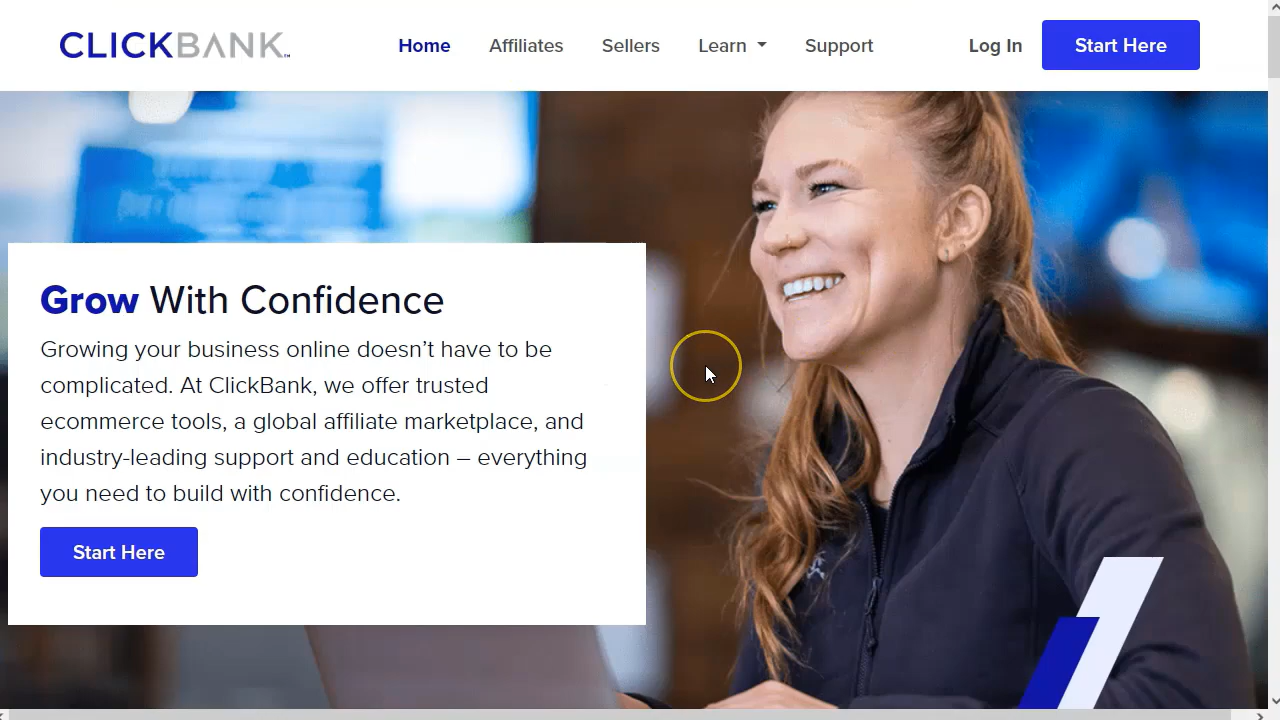 CLICKBANK™
Home Affiliates Sellers Learn Support Log In Start Here
Grow With Confidence
Growing your business online doesn’t have to be
complicated. At ClickBank, we offer trusted
ecommerce tools, a global affiliate marketplace, and
industry-leading support and education – everything
you need to build with confidence.
Start Here